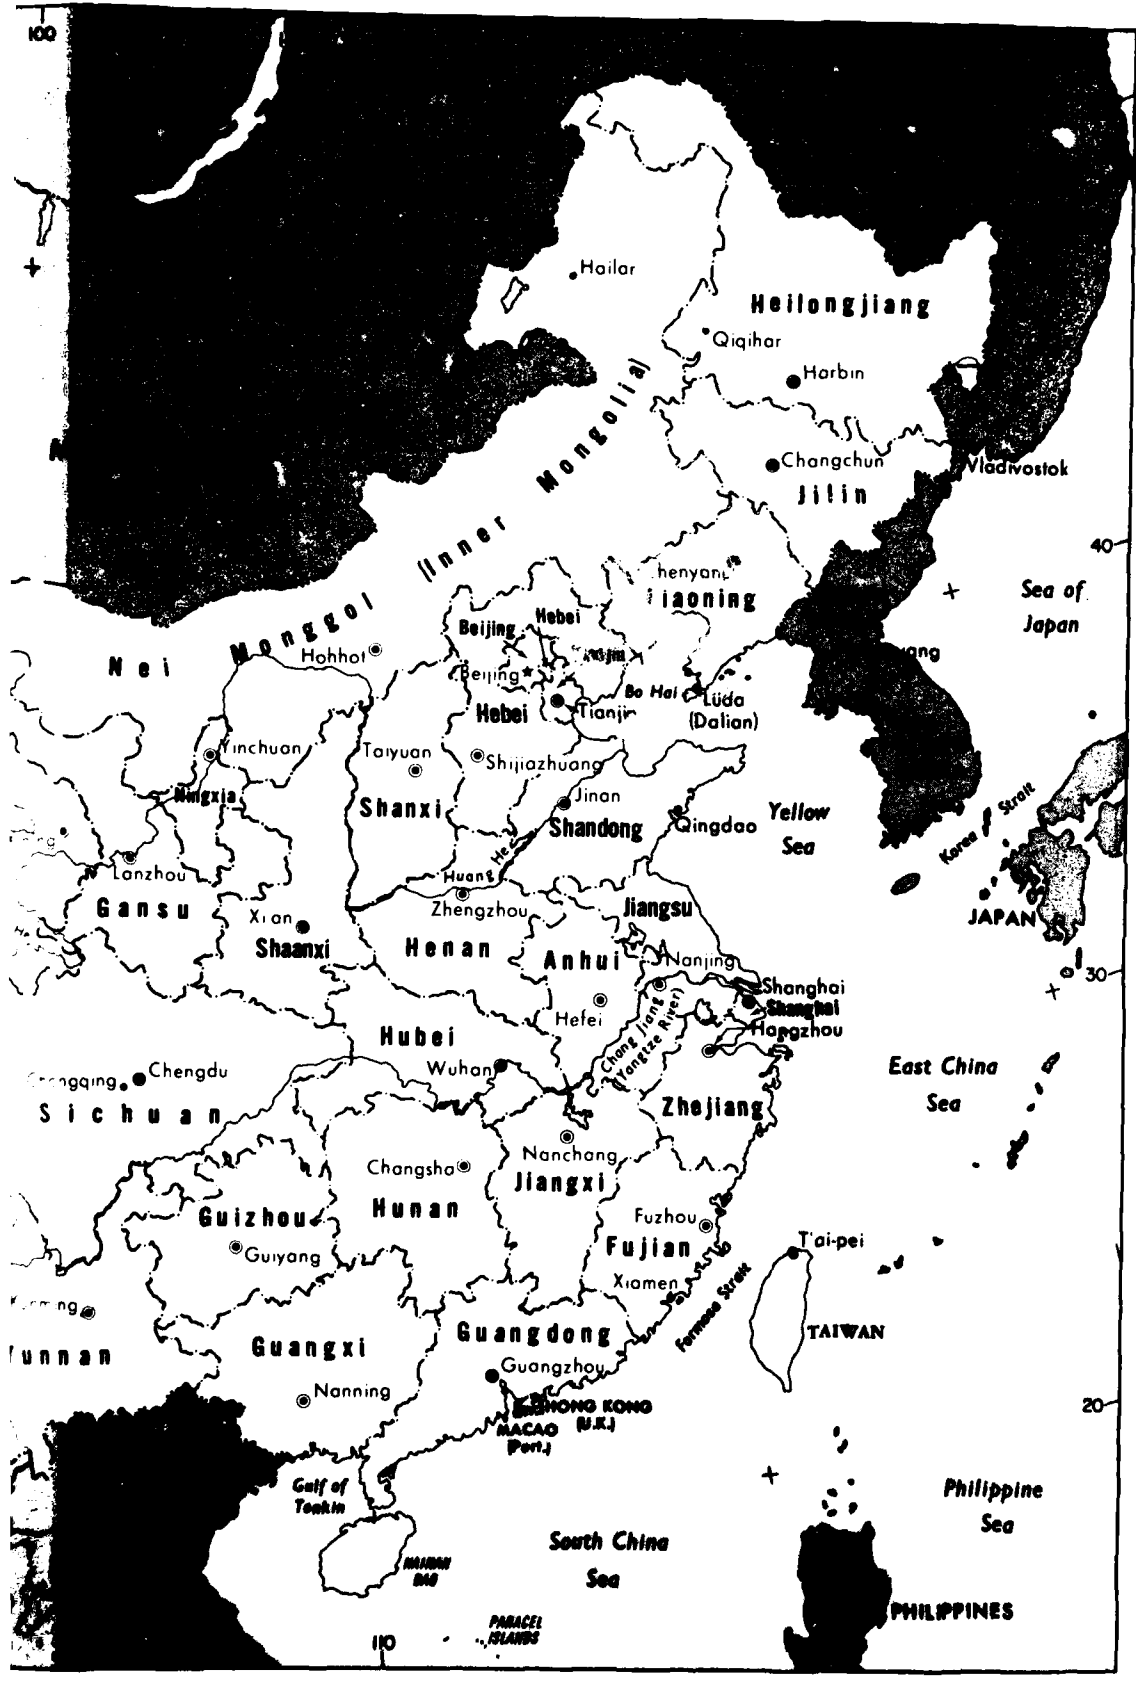 100
Hailar
Heilongjiang
Qiqihar
Harbin
Changchun
Vladivostok
Jilin
(Inner Mongolia)
40
Sea of
Japan
Hebei
Beijing
Nei Monggol
Hohhot
Beijing
Bo Hai
Lüda
(Dalian)
Hebei
Tianjin
Yinchuan
Taiyuan
Shijiazhuang
Ningxia
Shanxi
Jinan
Shandong
Qingdao
Yellow
Sea
Korea Strait
Lanzhou
Huang He
Gansu
Xian
Zhengzhou
Jiangsu
JAPAN
Shaanxi
Henan
Anhui
Nanjing
30
Shanghai
Shanghai
Hefei
Hangzhou
Chang Jiang
(Yangtze River)
Hubei
Wuhan
Chengdu
East China
Sea
Sichuan
Zhejiang
Nanchang
Changsha
Jiangxi
Hunan
Guizhou
Fuzhou
Guiyang
Fujian
T'ai-pei
Xiamen
Formosa Strait
TAIWAN
Guangxi
Guangdong
Guangzhou
Nanning
HONG KONG
(U.K.)
MACAO
(Port.)
20
Gulf of
Tonkin
Philippine
Sea
South China
Sea
HAINAN
DAO
PARACEL
ISLANDS
PHILIPPINES
110